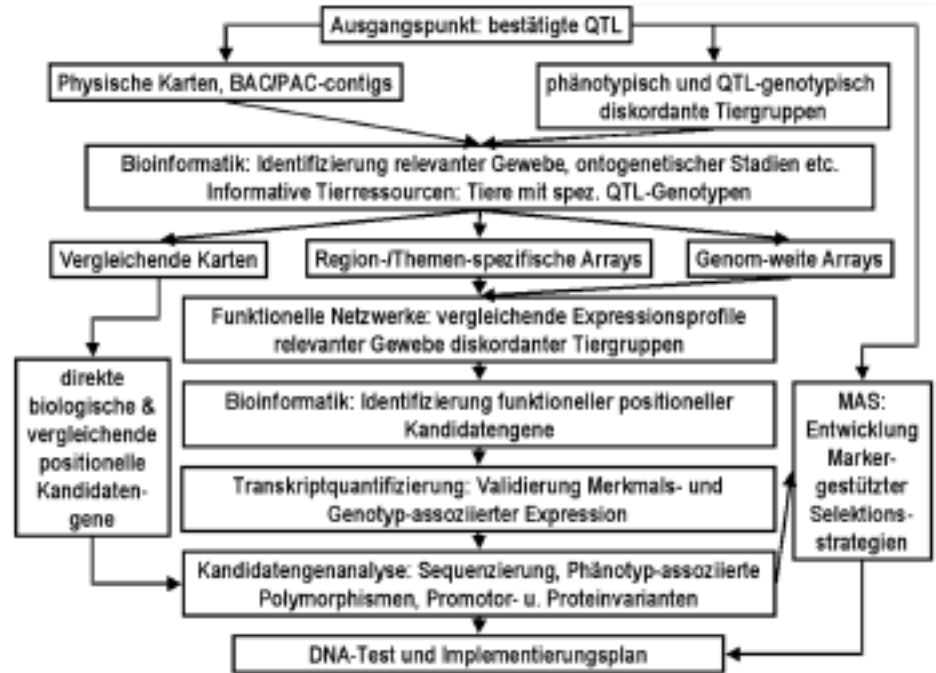 Ausgangspunkt: bestätigte QTL
Physische Karten, BAC/PAC-contigs
phänotypisch und QTL-genotypisch
diskordante Tiergruppen
Bioinformatik: Identifizierung relevanter Gewebe, ontogenetischer Stadien etc.
Informative Tierressourcen: Tiere mit spez. QTL-Genotypen
Vergleichende Karten
Region-/Themen-spezifische Arrays
Genom-weite Arrays
Funktionelle Netzwerke: vergleichende Expressionsprofile
relevanter Gewebe diskordanter Tiergruppen
direkte
biologische &
vergleichende
positionelle
Kandidaten-
gene
Bioinformatik: Identifizierung funktioneller positioneller
Kandidatengene
MAS:
Entwicklung
Marker-
gestützter
Selektions-
strategien
Transkriptquantifizierung: Validierung Merkmals- und
Genotyp-assoziierter Expression
Kandidatengenanalyse: Sequenzierung, Phänotyp-assoziierte
Polymorphismen, Promotor- u. Proteinvarianten
DNA-Test und Implementierungsplan